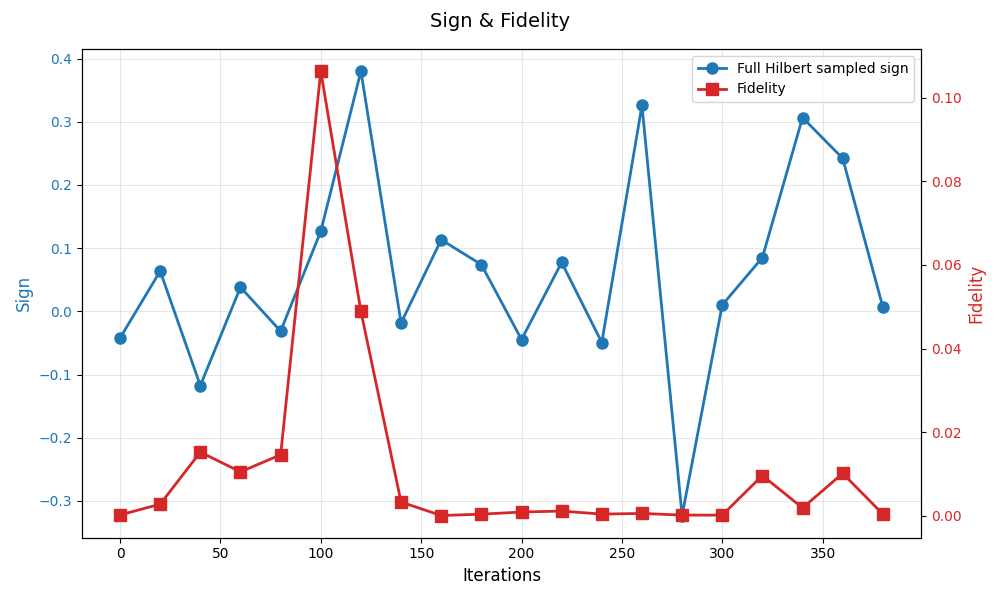 Sign & Fidelity
Full Hilbert sampled sign
Fidelity
0.4
0.3
0.2
0.1
0.0
−0.1
−0.2
−0.3
Sign
0.10
0.08
0.06
0.04
0.02
0.00
Fidelity
0 50 100 150 200 250 300 350
Iterations